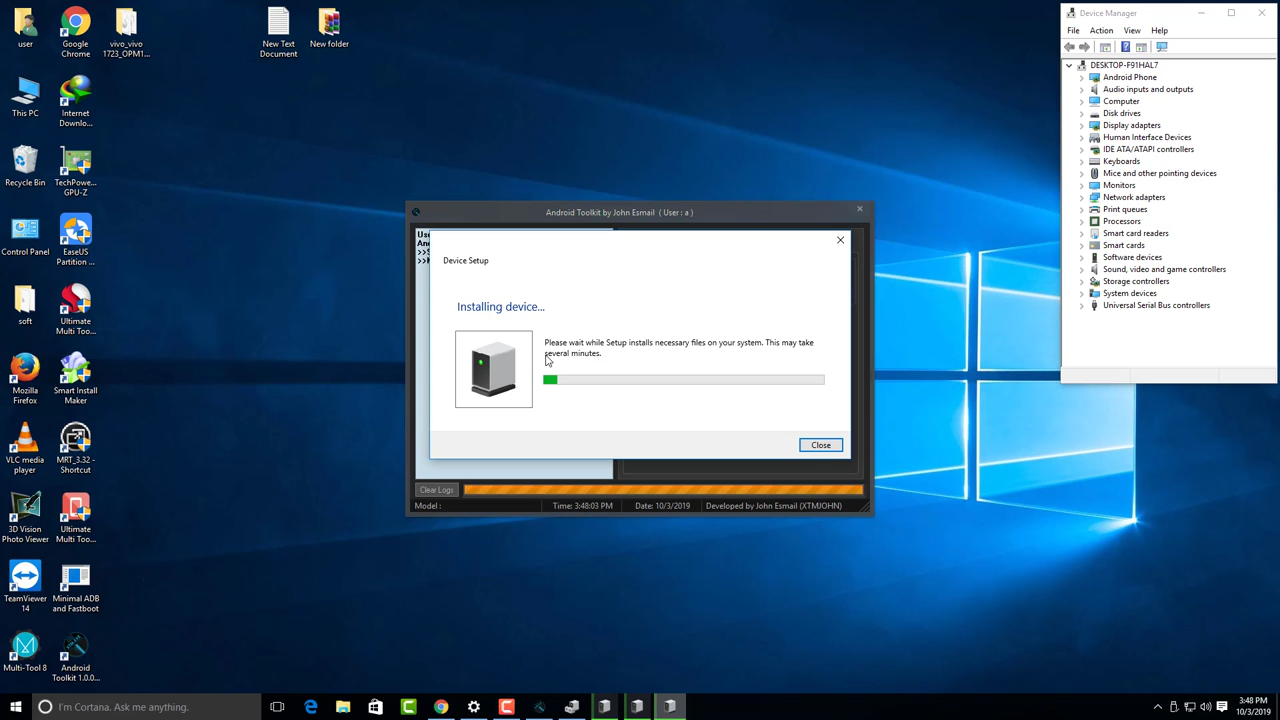 user
Google
Chrome
vivo_vivo
1723_OPM1...
New Text
Document
New folder
This PC
Internet
Downlo...
Recycle Bin
TechPowe...
GPU-Z
Control Panel
EaseUS
Partition ...
soft
Ultimate
Multi Too...
Mozilla
Firefox
Smart Install
Maker
VLC media
player
MRT_3.32 -
Shortcut
3D Vision
Photo Viewer
Ultimate
Multi Too...
TeamViewer
14
Minimal ADB
and Fastboot
Multi-Tool 8
Android
Toolkit 1.0.0...
Device Manager
File Action View Help
DESKTOP-F91HAL7
Android Phone
Audio inputs and outputs
Computer
Disk drives
Display adapters
Human Interface Devices
IDE ATA/ATAPI controllers
Keyboards
Mice and other pointing devices
Monitors
Network adapters
Print queues
Processors
Smart card readers
Smart cards
Software devices
Sound, video and game controllers
Storage controllers
System devices
Universal Serial Bus controllers
Android Toolkit by John Esmail ( User : a )
Device Setup
Installing device...
Please wait while Setup installs necessary files on your system. This may take
several minutes.
Close
Clear Logs
Model : Time: 3:48:03 PM Date: 10/3/2019 Developed by John Esmail (XTMJOHN)
I'm Cortana. Ask me anything.
3:48 PM
10/3/2019